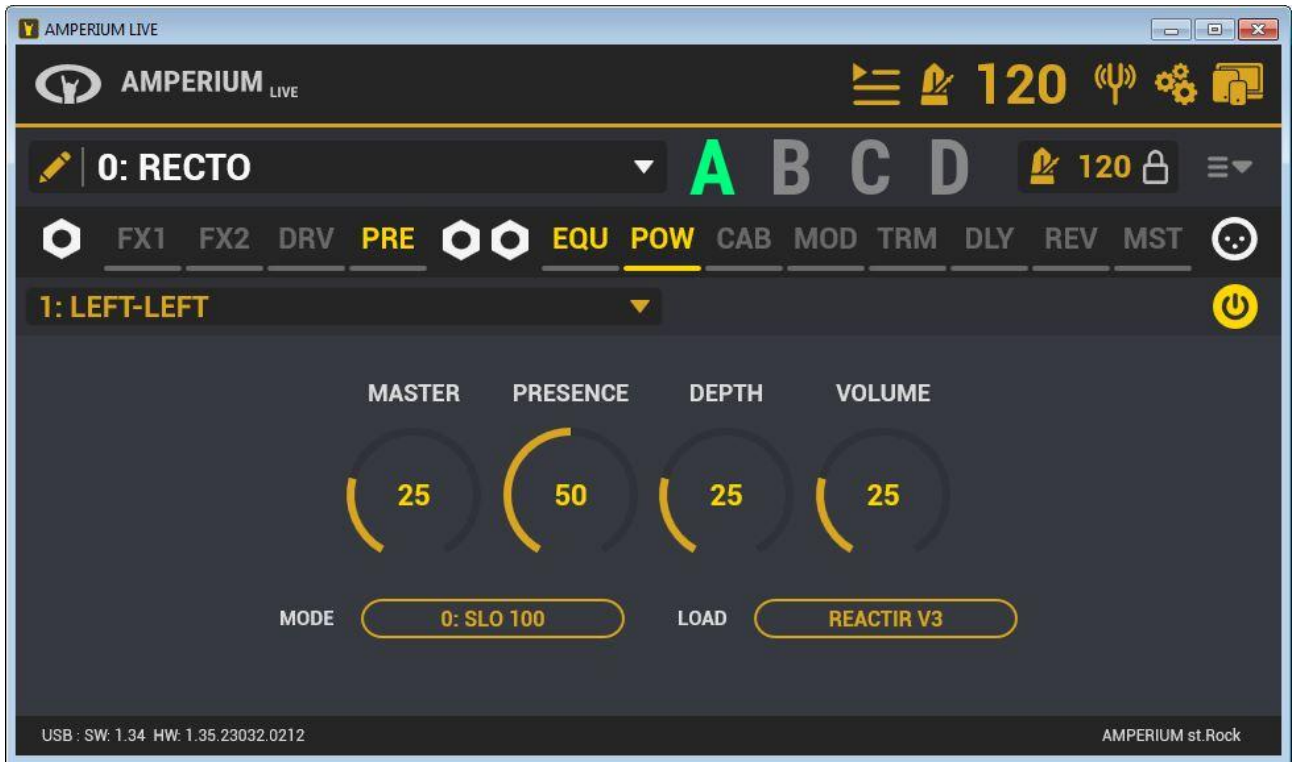 AMPERIUM LIVE
AMPERIUM LIVE 120
0: RECTO A B C D 120
FX1 FX2 DRV PRE EQU POW CAB MOD TRM DLY REV MST
1: LEFT-LEFT
MASTER PRESENCE DEPTH VOLUME
25 50 25 25
MODE 0: SLO 100 LOAD REACTIR V3
USB : SW: 1.34 HW: 1.35.23032.0212 AMPERIUM st.Rock